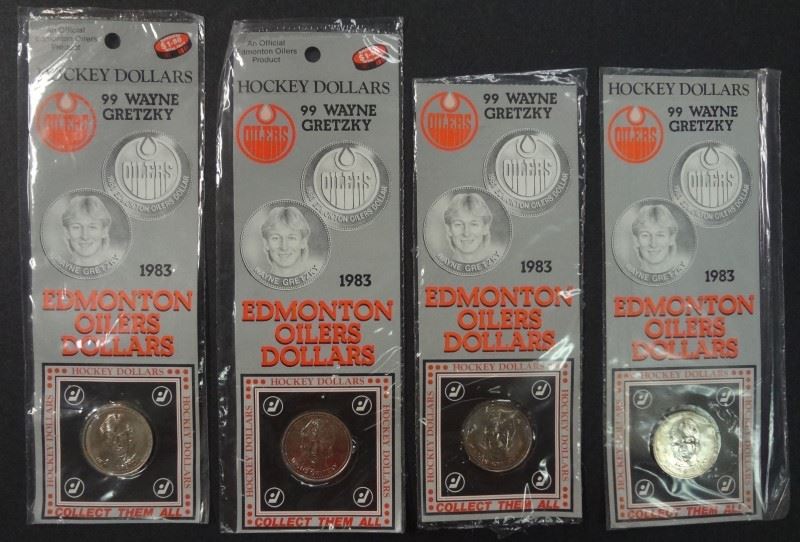 An Official
Edmonton Oilers
Product
HOCKEY DOLLARS
99 WAYNE
GRETZKY
OILERS
OILERS
EDMONTON OILERS DOLLAR
WAYNE GRETZKY
1983
EDMONTON
OILERS
DOLLARS
HOCKEY DOLLARS
HOCKEY DOLLARS
HOCKEY DOLLARS
COLLECT THEM ALL
An Official
Edmonton Oilers
Product
HOCKEY DOLLARS
99 WAYNE
GRETZKY
OILERS
OILERS
EDMONTON OILERS DOLLAR
WAYNE GRETZKY
1983
EDMONTON
OILERS
DOLLARS
HOCKEY DOLLARS
HOCKEY DOLLARS
HOCKEY DOLLARS
COLLECT THEM ALL
99 WAYNE
GRETZKY
OILERS
OILERS
EDMONTON OILERS DOLLAR
WAYNE GRETZKY
1983
EDMONTON
OILERS
DOLLARS
HOCKEY DOLLARS
HOCKEY DOLLARS
HOCKEY DOLLARS
COLLECT THEM ALL
HOCKEY DOLLARS
99 WAYNE
GRETZKY
OILERS
OILERS
EDMONTON OILERS DOLLAR
WAYNE GRETZKY
1983
EDMONTON
OILERS
DOLLARS
HOCKEY DOLLARS
HOCKEY DOLLARS
HOCKEY DOLLARS
COLLECT THEM ALL